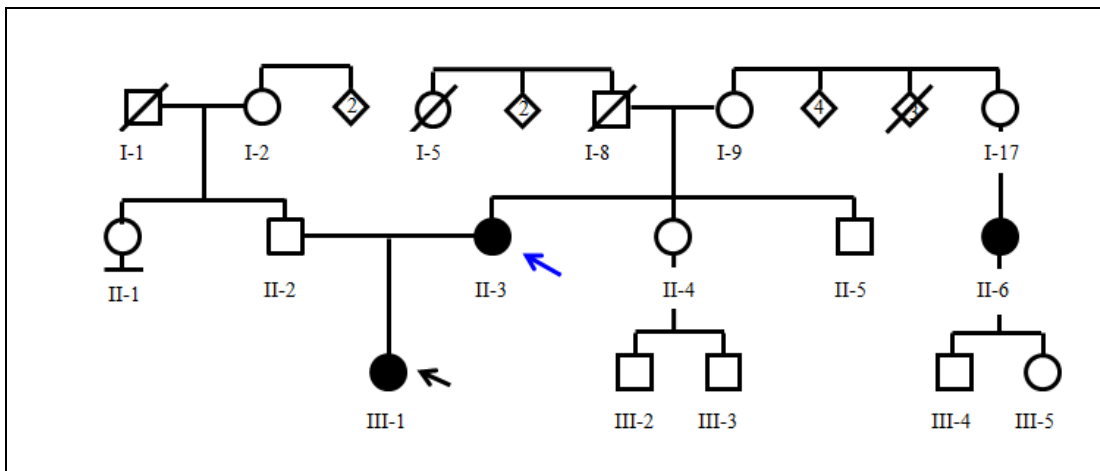 2 2 4 3
I-1 I-2 I-5 I-8 I-9 I-17
II-1 II-2 II-3 II-4 II-5 II-6
III-1 III-2 III-3 III-4 III-5